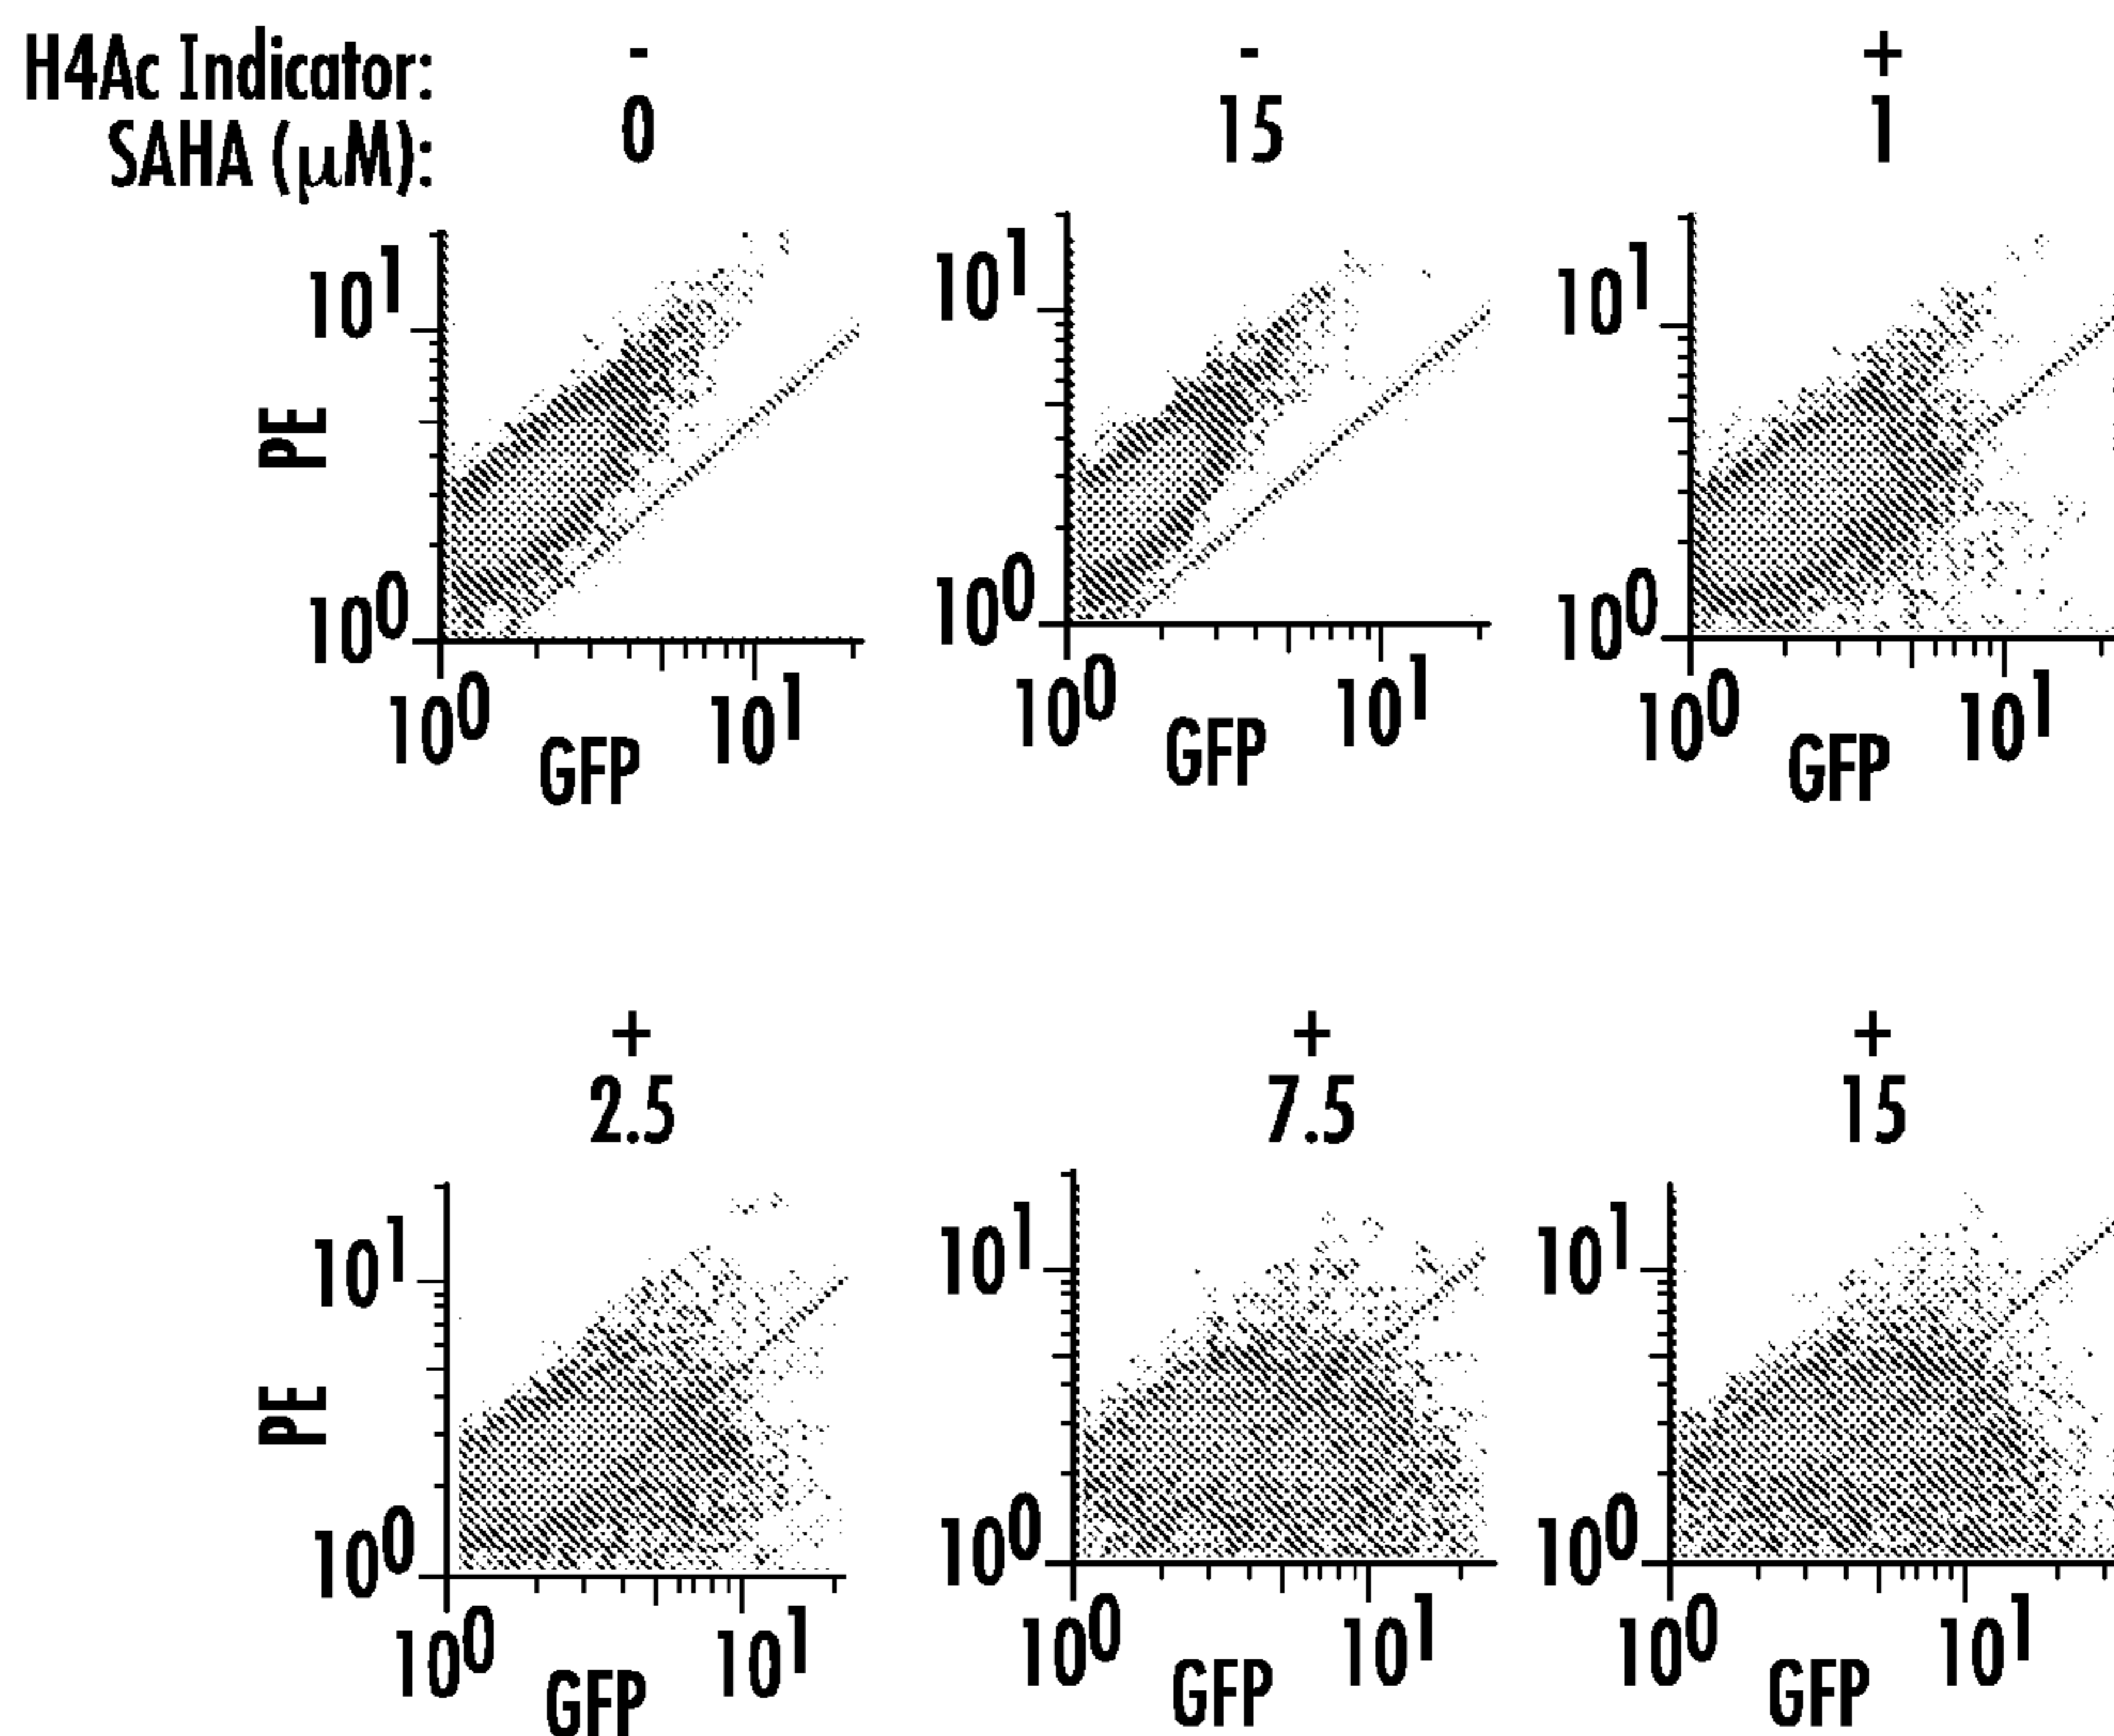 H4Ac Indicator: - - +
SAHA (μM): 0 15 1
10¹ 10¹ 10¹
PE
10⁰ 10⁰ 10⁰
10⁰ 10¹ 10⁰ 10¹ 10⁰ 10¹
GFP GFP GFP
+ + +
2.5 7.5 15
10¹ 10¹ 10¹
PE
10⁰ 10⁰ 10⁰
10⁰ 10¹ 10⁰ 10¹ 10⁰ 10¹
GFP GFP GFP